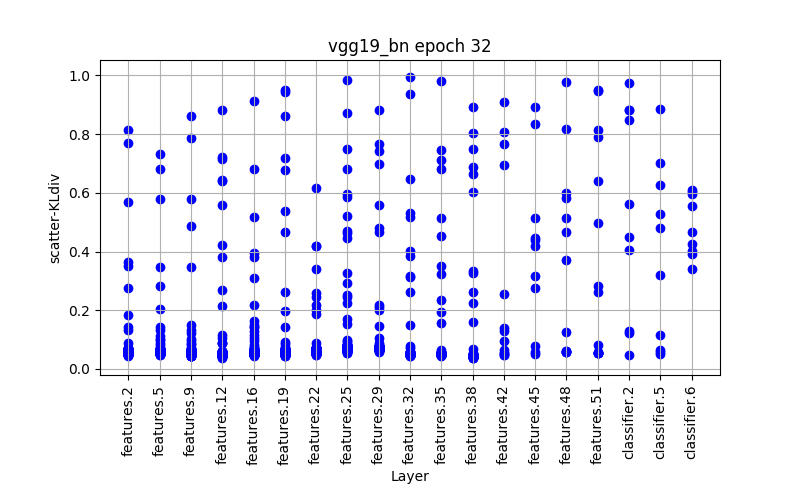 vgg19_bn epoch 32
scatter-KLdiv
1.0
0.8
0.6
0.4
0.2
0.0
features.2
features.5
features.9
features.12
features.16
features.19
features.22
features.25
features.29
features.32
features.35
features.38
features.42
features.45
features.48
features.51
classifier.2
classifier.5
classifier.6
Layer